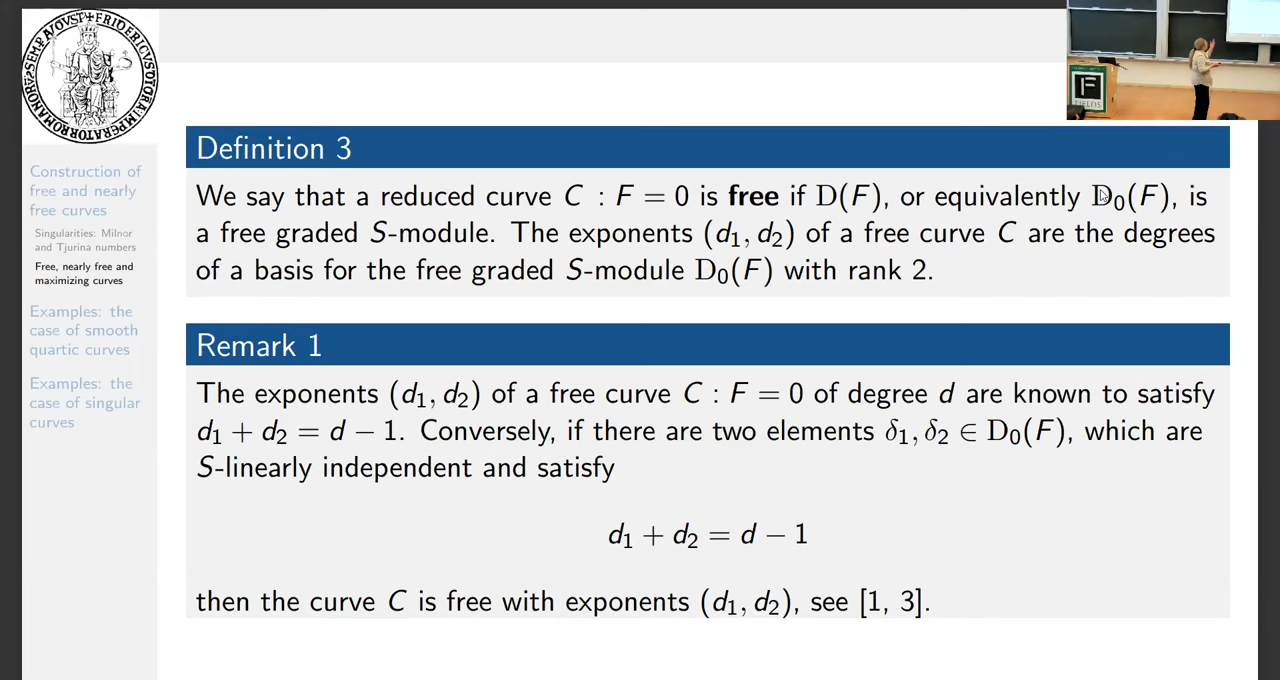 Construction of
free and nearly
free curves
Singularities: Milnor
and Tjurina numbers
Free, nearly free and
maximizing curves
Examples: the
case of smooth
quartic curves
Examples: the
case of singular
curves
Definition 3
We say that a reduced curve C : F = 0 is free if D(F), or equivalently D₀(F), is
a free graded S-module. The exponents (d₁, d₂) of a free curve C are the degrees
of a basis for the free graded S-module D₀(F) with rank 2.
Remark 1
The exponents (d₁, d₂) of a free curve C : F = 0 of degree d are known to satisfy
d₁ + d₂ = d − 1. Conversely, if there are two elements δ₁, δ₂ ∈ D₀(F), which are
S-linearly independent and satisfy
d₁ + d₂ = d − 1
then the curve C is free with exponents (d₁, d₂), see [1, 3].
F
FIELDS